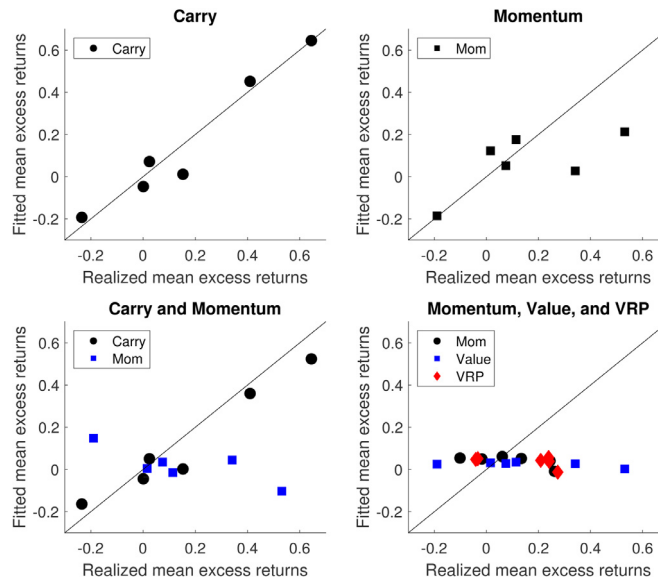 Carry
Fitted mean excess returns
0.6
0.4
0.2
0
-0.2
Carry
-0.2 0 0.2 0.4 0.6
Realized mean excess returns
Momentum
Fitted mean excess returns
0.6
0.4
0.2
0
-0.2
Mom
-0.2 0 0.2 0.4 0.6
Realized mean excess returns
Carry and Momentum
Fitted mean excess returns
0.6
0.4
0.2
0
-0.2
Carry
Mom
-0.2 0 0.2 0.4 0.6
Realized mean excess returns
Momentum, Value, and VRP
Fitted mean excess returns
0.6
0.4
0.2
0
-0.2
Mom
Value
VRP
-0.2 0 0.2 0.4 0.6
Realized mean excess returns